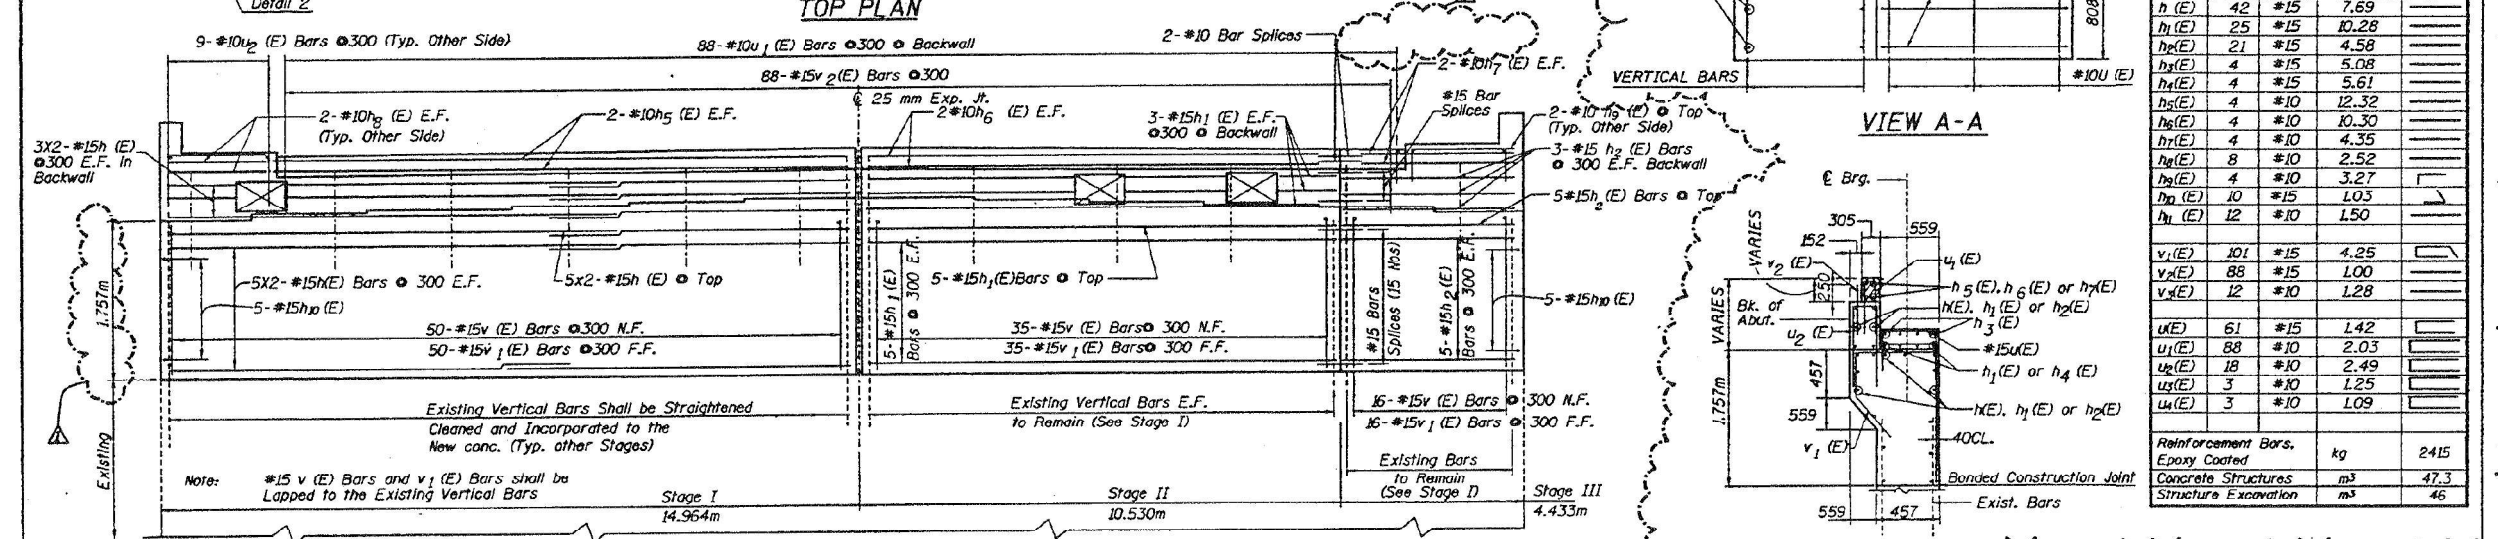 Detail 2
TOP PLAN
9-#10u2 (E) Bars @300 (Typ. Other Side)
88-#10u1 (E) Bars @300 @ Backwall
2-#10 Bar Splices
88-#15v2(E) Bars @300
2-#10h7 (E) E.F.
℄ 25 mm Exp. Jt.
#15 Bar
Splices
2-#10h8 (E) E.F.
(Typ. Other Side)
2-#10h5 (E) E.F.
2#10h6 (E) E.F.
3-#15h1 (E) E.F.
@300 @ Backwall
2-#10 h9 (E) @ Top
(Typ. Other Side)
3X2-#15h (E)
@300 E.F. in
Backwall
3-#15 h2 (E) Bars
@ 300 E.F. Backwall
5#15h2(E) Bars @ Top
5X2-#15h(E) Bars @ 300 E.F.
5x2-#15h (E) @ Top
5-#15h1(E)Bars @ Top
5-#15h10 (E)
5-#15h10 (E)
1.757m
Existing
5-#15h1(E)
Bars @ 300 E.F.
#15 Bars
Splices (15 Nos)
5-#15h2(E)
Bars @ 300 E.F.
50-#15v (E) Bars @300 N.F.
50-#15v1 (E) Bars @300 F.F.
35-#15v (E) Bars@ 300 N.F.
35-#15v1 (E) Bars@ 300 F.F.
16-#15v (E) Bars @ 300 N.F.
16-#15v1 (E) Bars @ 300 F.F.
Existing Vertical Bars Shall be Straightened
Cleaned and Incorporated to the
New conc. (Typ. other Stages)
Existing Vertical Bars E.F.
to Remain (See Stage I)
Existing Bars
to Remain
(See Stage I)
Note: #15 v (E) Bars and v1 (E) Bars shall be
Lapped to the Existing Vertical Bars
Stage I
14.964m
Stage II
10.530m
Stage III
4.433m
1
808
VERTICAL BARS
#10U (E)
VIEW A-A
℄ Brg.
305
559
152
VARIES
v2 (E)
u1 (E)
250
VARIES
Bk. of
Abut.
h5(E), h6(E) or h7(E)
h(E), h1(E) or h2(E)
h3(E)
u2 (E)
#15u(E)
h1(E) or h4 (E)
457
1.757m
559
h(E), h1(E) or h2(E)
v1 (E)
40CL.
Bonded Construction Joint
Exist. Bars
559
457
h (E) 42 #15 7.69
h1(E) 25 #15 10.28
h2(E) 21 #15 4.58
h3(E) 4 #15 5.08
h4(E) 4 #15 5.61
h5(E) 4 #10 12.32
h6(E) 4 #10 10.30
h7(E) 4 #10 4.35
h8(E) 8 #10 2.52
h9(E) 4 #10 3.27
h10 (E) 10 #15 1.03
h11 (E) 12 #10 1.50
v1(E) 101 #15 4.25
v2(E) 88 #15 1.00
v3(E) 12 #10 1.28
u(E) 61 #15 1.42
u1(E) 88 #10 2.03
u2(E) 18 #10 2.49
u3(E) 3 #10 1.25
u4(E) 3 #10 1.09
Reinforcement Bars,
Epoxy Coated kg 2415
Concrete Structures m³ 47.3
Structure Excavation m³ 46